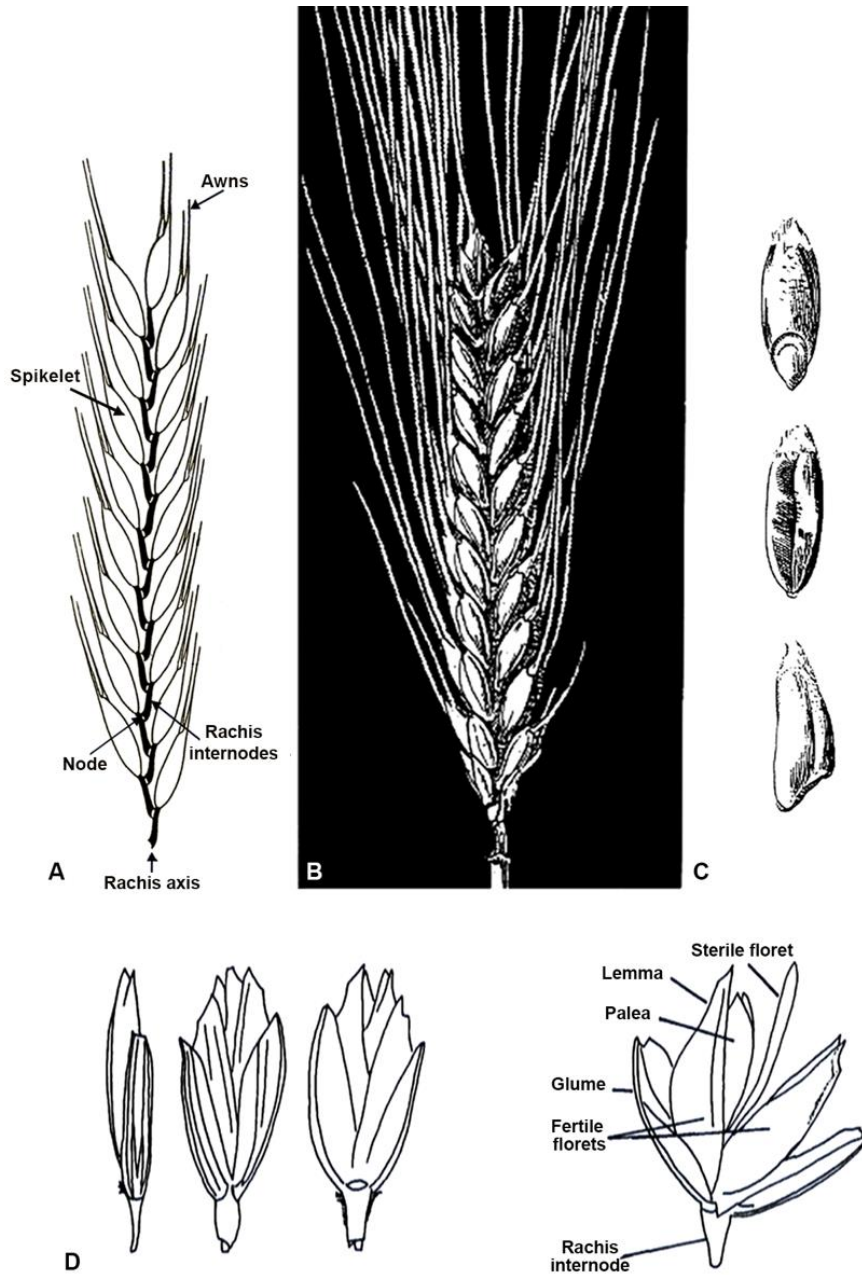 Awns
Spikelet
Rachis
internodes
Node
A
Rachis axis
B
C
Sterile floret
Lemma
Palea
Glume
Fertile
florets
Rachis
internode
D